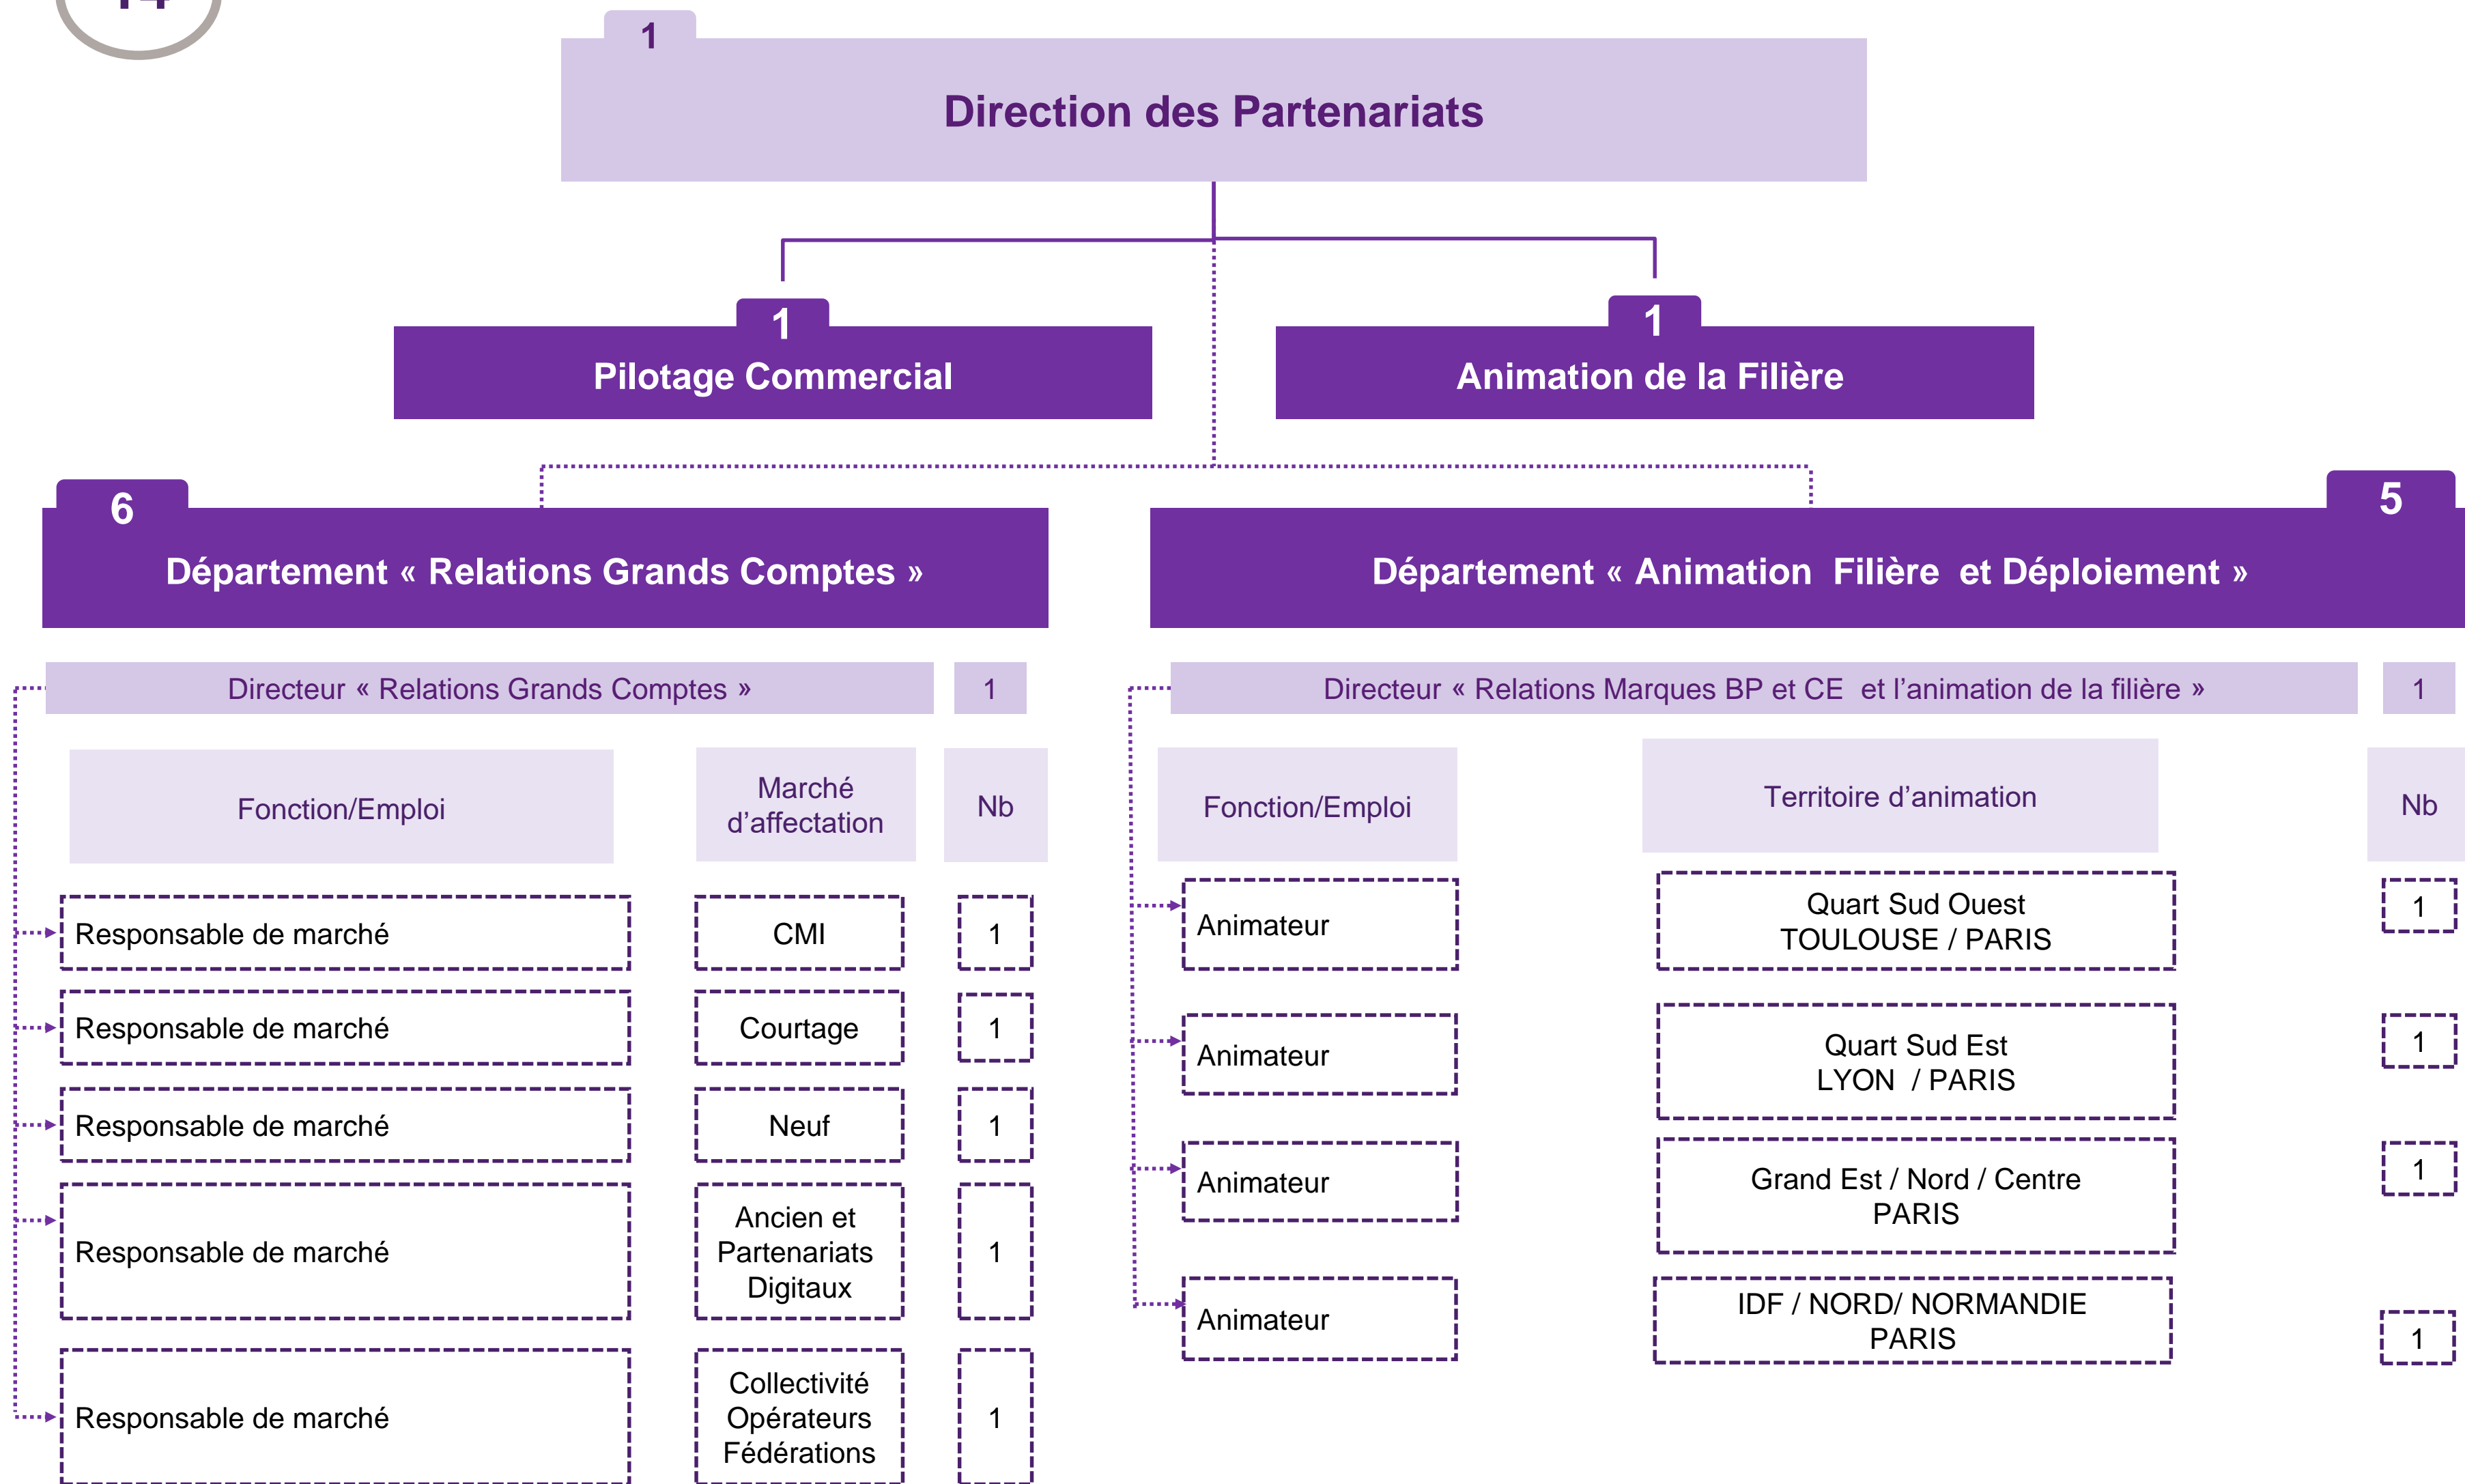 14
1
Direction des Partenariats
1
Pilotage Commercial
1
Animation de la Filière
6
Département « Relations Grands Comptes »
5
Département « Animation Filière et Déploiement »
Directeur « Relations Grands Comptes »
1
Fonction/Emploi
Marché
d’affectation
Nb
Responsable de marché
CMI
1
Responsable de marché
Courtage
1
Responsable de marché
Neuf
1
Responsable de marché
Ancien et
Partenariats
Digitaux
1
Responsable de marché
Collectivité
Opérateurs
Fédérations
1
Directeur « Relations Marques BP et CE et l’animation de la filière »
1
Fonction/Emploi
Territoire d’animation
Nb
Animateur
Quart Sud Ouest
TOULOUSE / PARIS
1
Animateur
Quart Sud Est
LYON / PARIS
1
Animateur
Grand Est / Nord / Centre
PARIS
1
Animateur
IDF / NORD/ NORMANDIE
PARIS
1